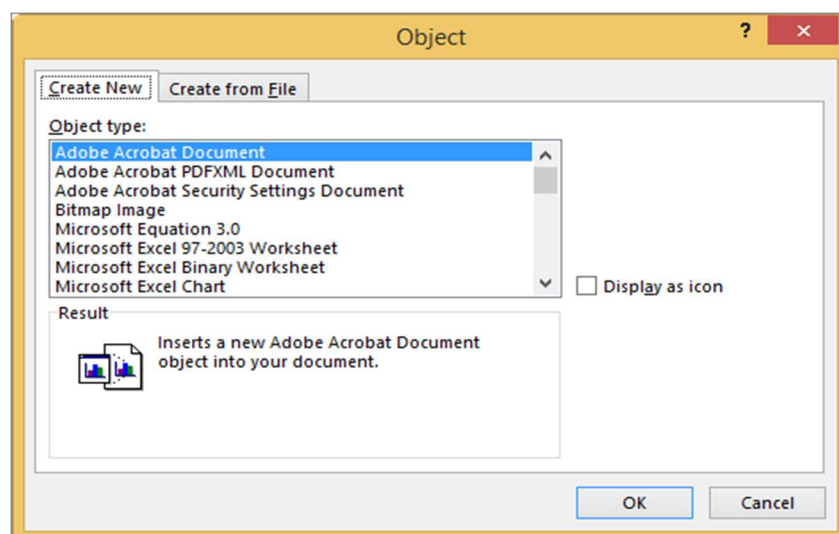 Object
?
×
Create New
Create from File
Object type:
Adobe Acrobat Document
Adobe Acrobat PDFXML Document
Adobe Acrobat Security Settings Document
Bitmap Image
Microsoft Equation 3.0
Microsoft Excel 97-2003 Worksheet
Microsoft Excel Binary Worksheet
Microsoft Excel Chart
Display as icon
Result
Inserts a new Adobe Acrobat Document
object into your document.
OK
Cancel